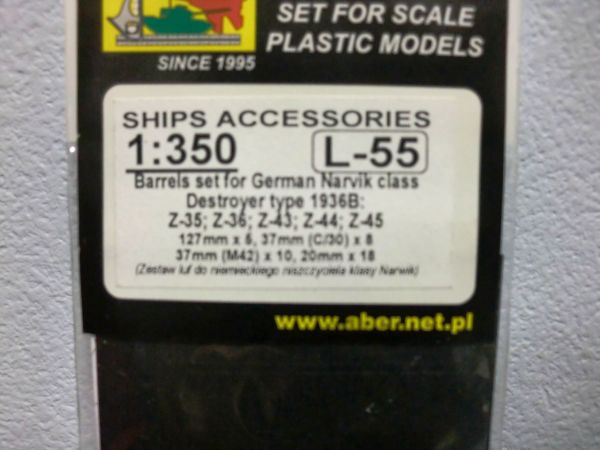 SET FOR SCALE
PLASTIC MODELS
SINCE 1995
SHIPS ACCESSORIES
1:350 L-55
Barrels set for German Narvik class
Destroyer type 1936B:
Z-35; Z-36; Z-43; Z-44; Z-45
127mm x 5, 37mm (C/30) x 8
37mm (M42) x 10, 20mm x 18
(Zestaw luf do niemieckiego niszczyciela klasy Narwik)
www.aber.net.pl